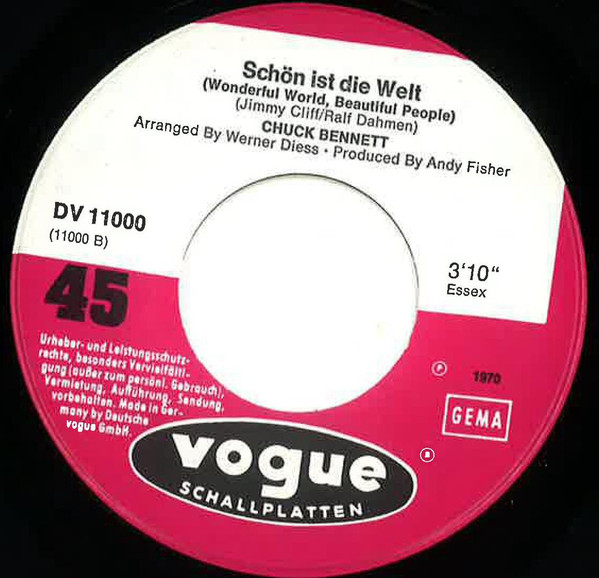 Schön ist die Welt
(Wonderful World, Beautiful People)
(Jimmy Cliff/Ralf Dahmen)
CHUCK BENNETT
Arranged By Werner Diess · Produced By Andy Fisher
DV 11000
(11000 B)
3'10“
Essex
45
Urheber- und Leistungsschutz-
rechte, besonders Vervielfälti-
gung (außer zum persönl. Gebrauch),
Vermietung, Aufführung, Sendung,
vorbehalten. Made in Ger-
many by Deutsche
vogue GmbH.
Ⓟ 1970
GEMA
vogue
®
SCHALLPLATTEN